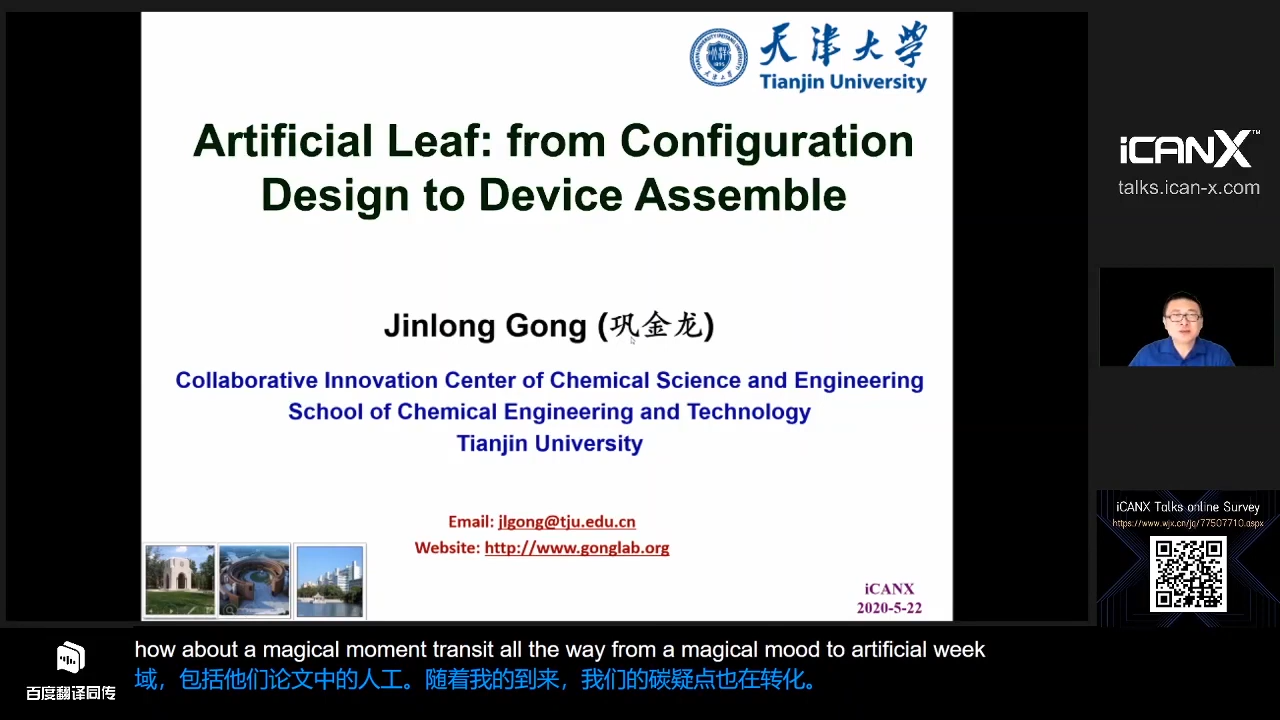 天津大学
Tianjin University
Artificial Leaf: from Configuration
Design to Device Assemble
Jinlong Gong (巩金龙)
Collaborative Innovation Center of Chemical Science and Engineering
School of Chemical Engineering and Technology
Tianjin University
Email: jlgong@tju.edu.cn
Website: http://www.gonglab.org
iCANX
2020-5-22
iCANX™
talks.ican-x.com
iCANX Talks online Survey
https://www.wjx.cn/jq/77507710.aspx
how about a magical moment transit all the way from a magical mood to artificial week
域，包括他们论文中的人工。随着我的到来，我们的碳疑点也在转化。
百度翻译同传